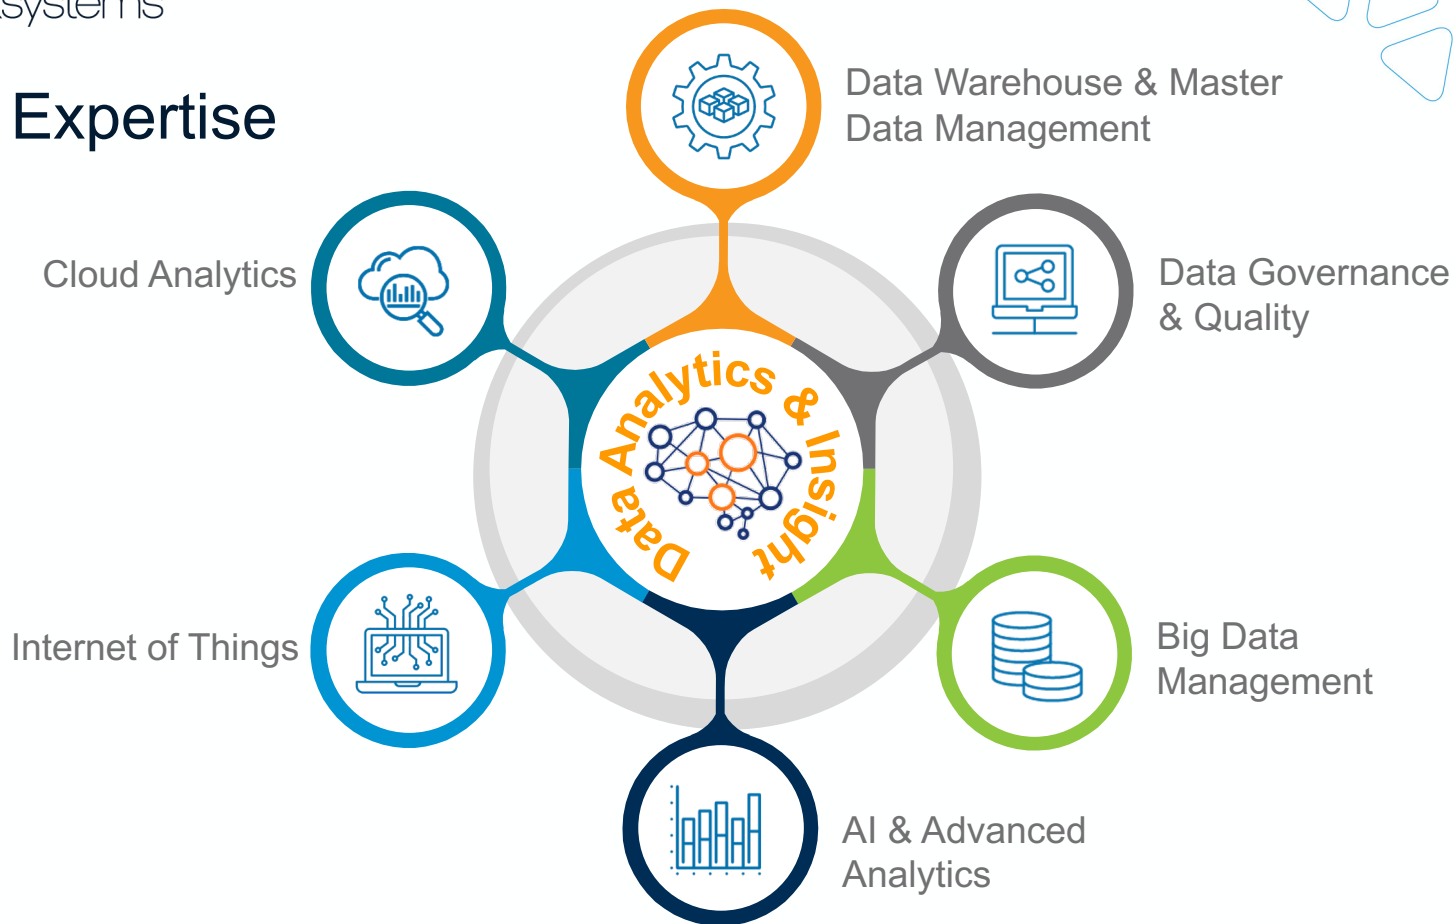 Expertise
Data Warehouse & Master
Data Management
Cloud Analytics
Data Governance
& Quality
Data Analytics & Insight
Internet of Things
Big Data
Management
AI & Advanced
Analytics